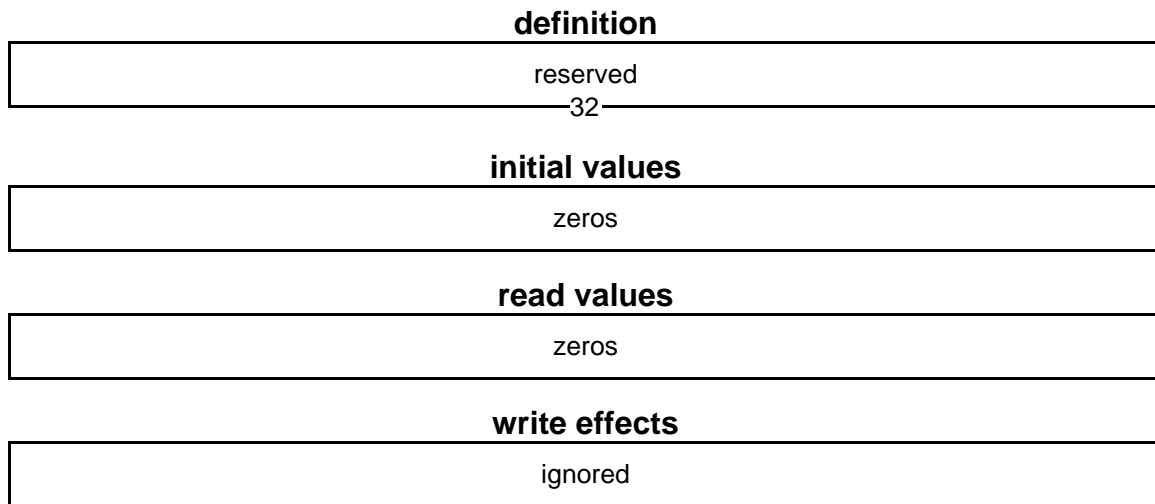 definition
reserved
32
initial values
zeros
read values
zeros
write effects
ignored